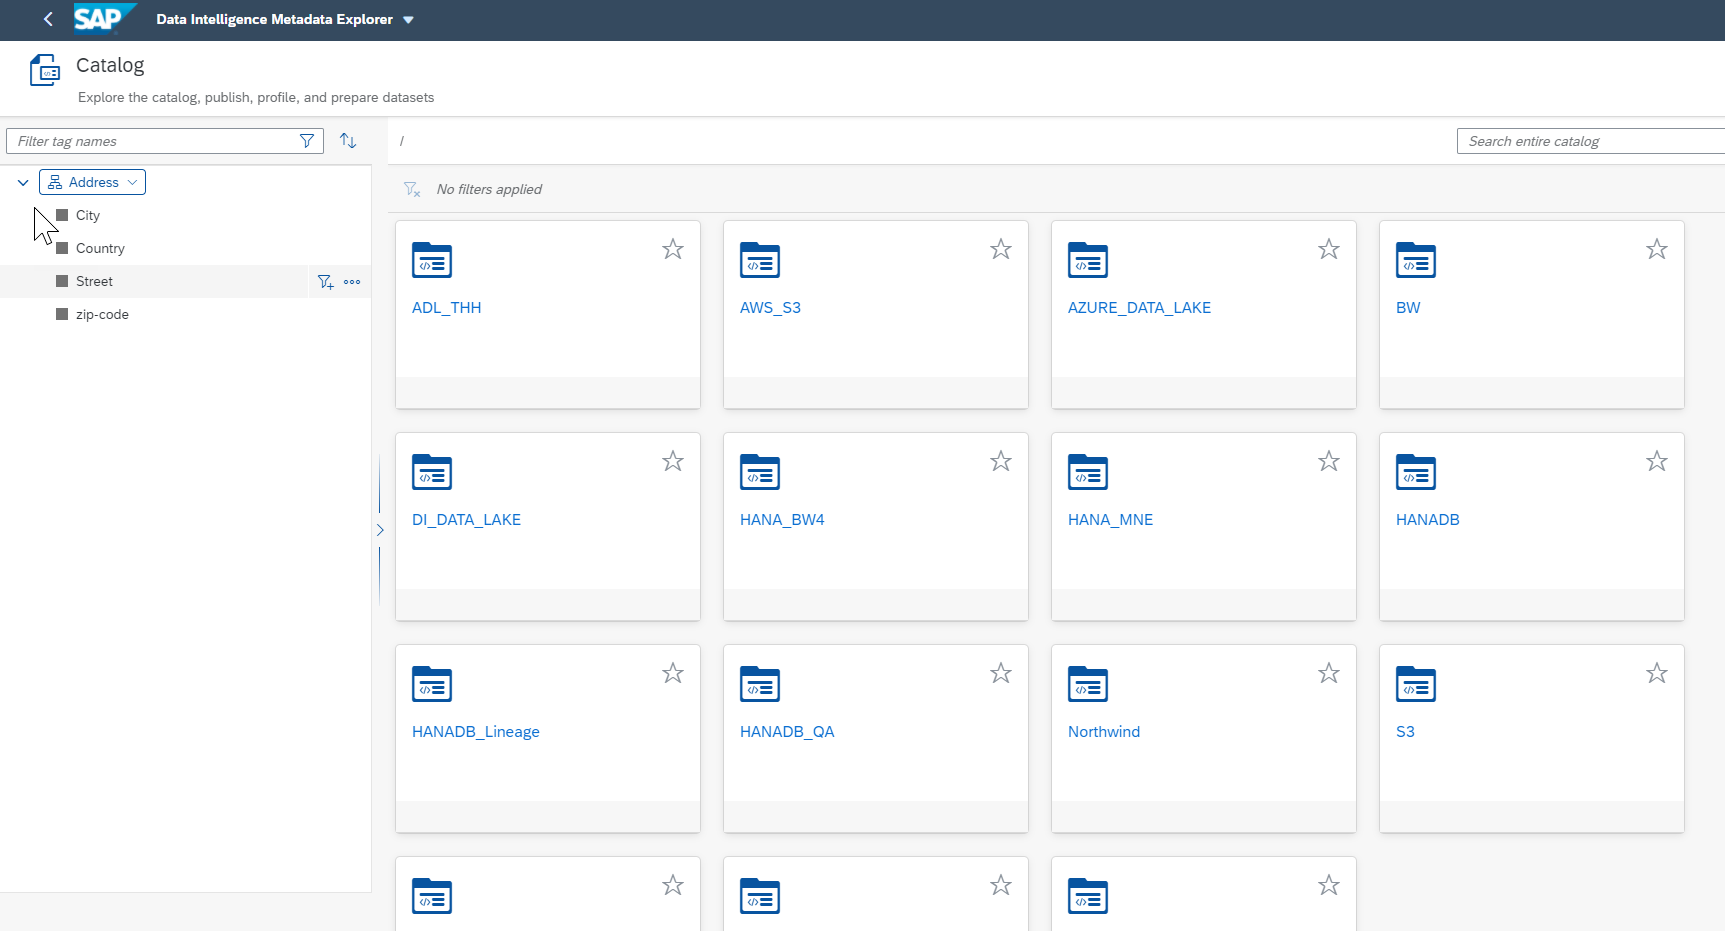 SAP Data Intelligence Metadata Explorer
Catalog
Explore the catalog, publish, profile, and prepare datasets
Filter tag names
/
Search entire catalog
Address
City
Country
Street
zip-code
No filters applied
ADL_THH
AWS_S3
AZURE_DATA_LAKE
BW
DI_DATA_LAKE
HANA_BW4
HANA_MNE
HANADB
HANADB_Lineage
HANADB_QA
Northwind
S3